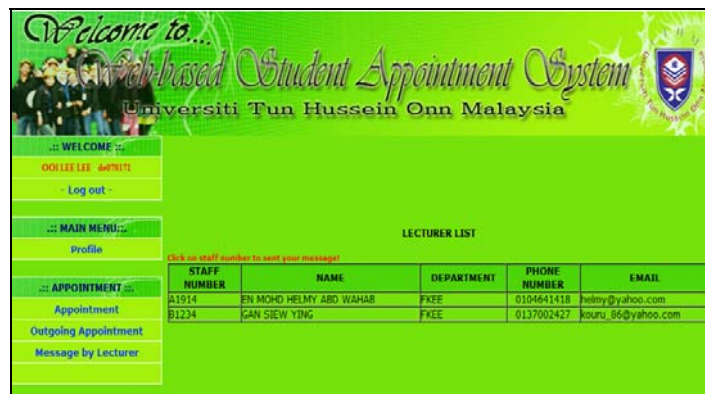 Welcome to....
Web-based Student Appointment System
Universiti Tun Hussein Onn Malaysia
.:: WELCOME ::.
OOI LEE LEE de070171
- Log out -
.:: MAIN MENU::.
Profile
.:: APPOINTMENT ::.
Appointment
Outgoing Appointment
Message by Lecturer
LECTURER LIST
Click on staff number to sent your message!
STAFF NUMBER NAME DEPARTMENT PHONE NUMBER EMAIL
A1914 EN MOHD HELMY ABD WAHAB FKEE 0104641418 helmy@yahoo.com
B1234 GAN SIEW YING FKEE 0137002427 kouru_86@yahoo.com